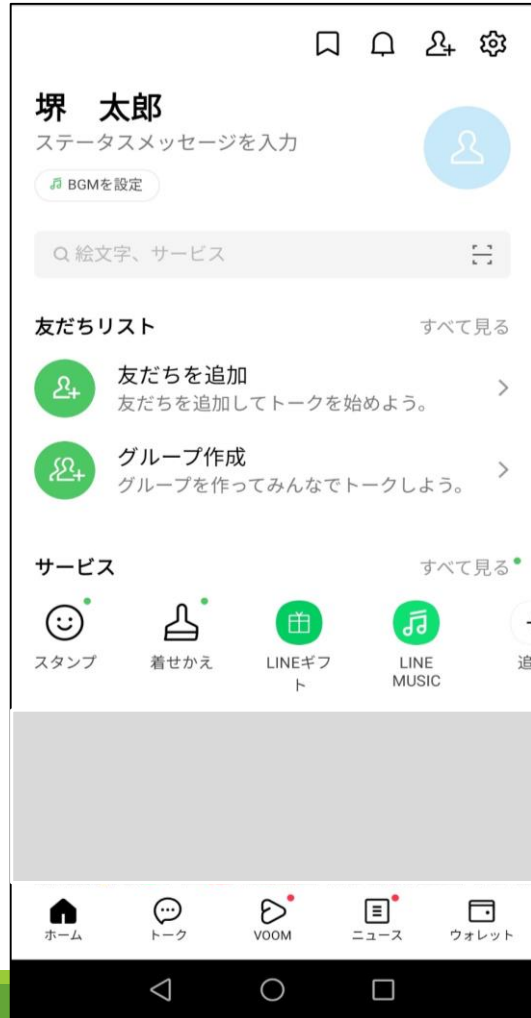 堺　太郎
ステータスメッセージを入力
BGMを設定
絵文字、サービス
友だちリスト
すべて見る
友だちを追加
友だちを追加してトークを始めよう。
グループ作成
グループを作ってみんなでトークしよう。
サービス
すべて見る
スタンプ
着せかえ
LINEギフ
ト
LINE
MUSIC
追
ホーム
トーク
VOOM
ニュース
ウォレット